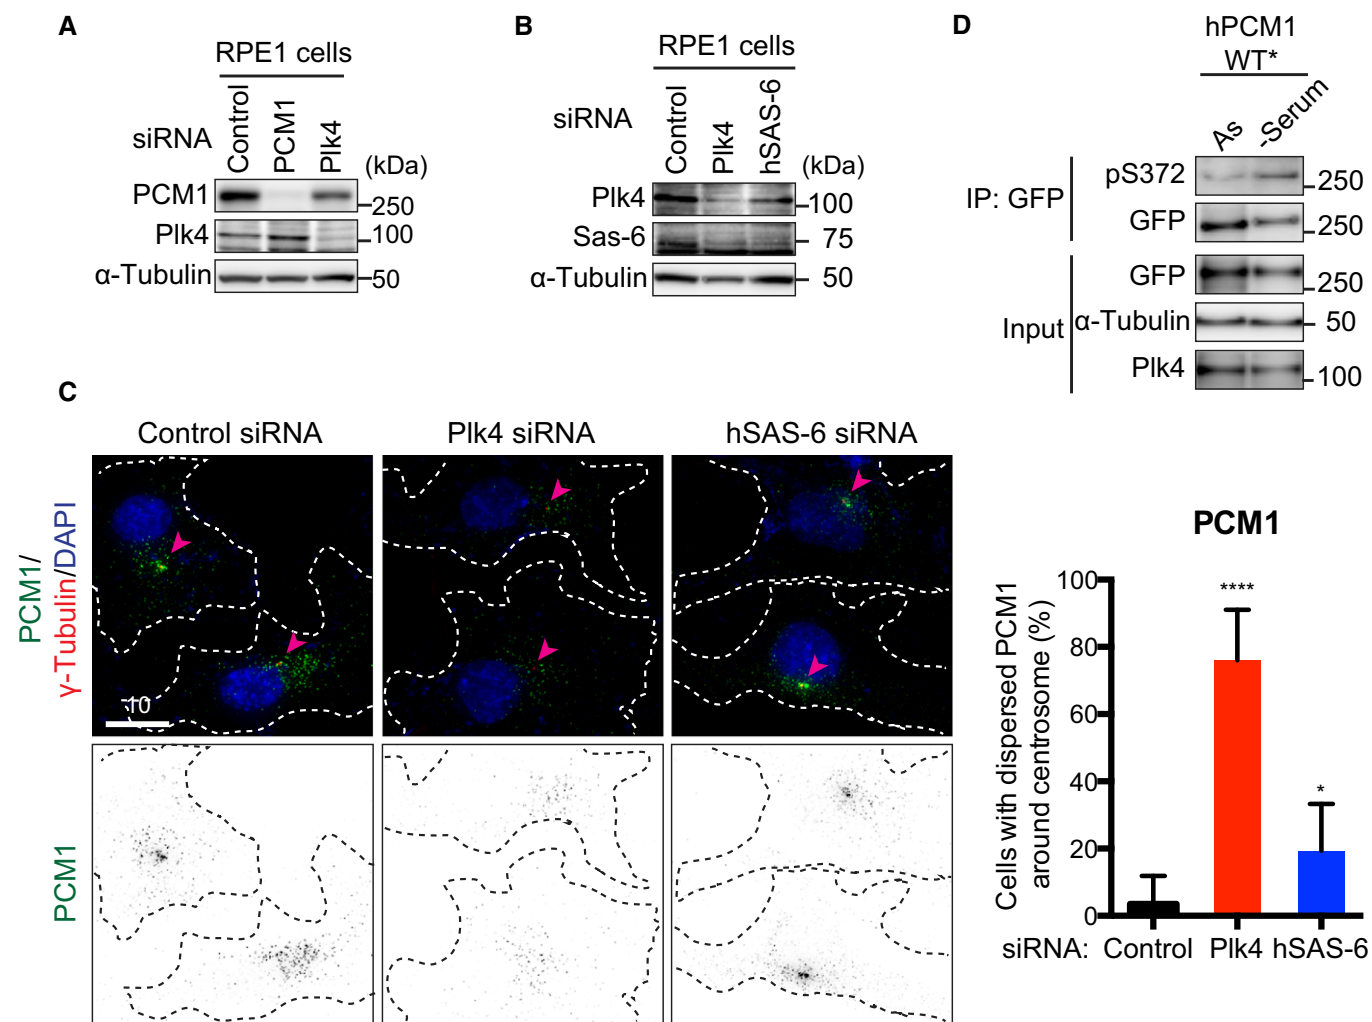 A
RPE1 cells
siRNA
Control
PCM1
Plk4
(kDa)
PCM1
250
Plk4
100
α-Tubulin
50
B
RPE1 cells
siRNA
Control
Plk4
hSAS-6
(kDa)
Plk4
100
Sas-6
75
α-Tubulin
50
D
hPCM1
WT*
As
-Serum
IP: GFP
pS372
250
GFP
250
Input
GFP
250
α-Tubulin
50
Plk4
100
C
Control siRNA
Plk4 siRNA
hSAS-6 siRNA
PCM1/
γ-Tubulin/DAPI
10
PCM1
PCM1
Cells with dispersed PCM1
around centrosome (%)
100
80
60
40
20
0
****
*
siRNA: Control Plk4 hSAS-6